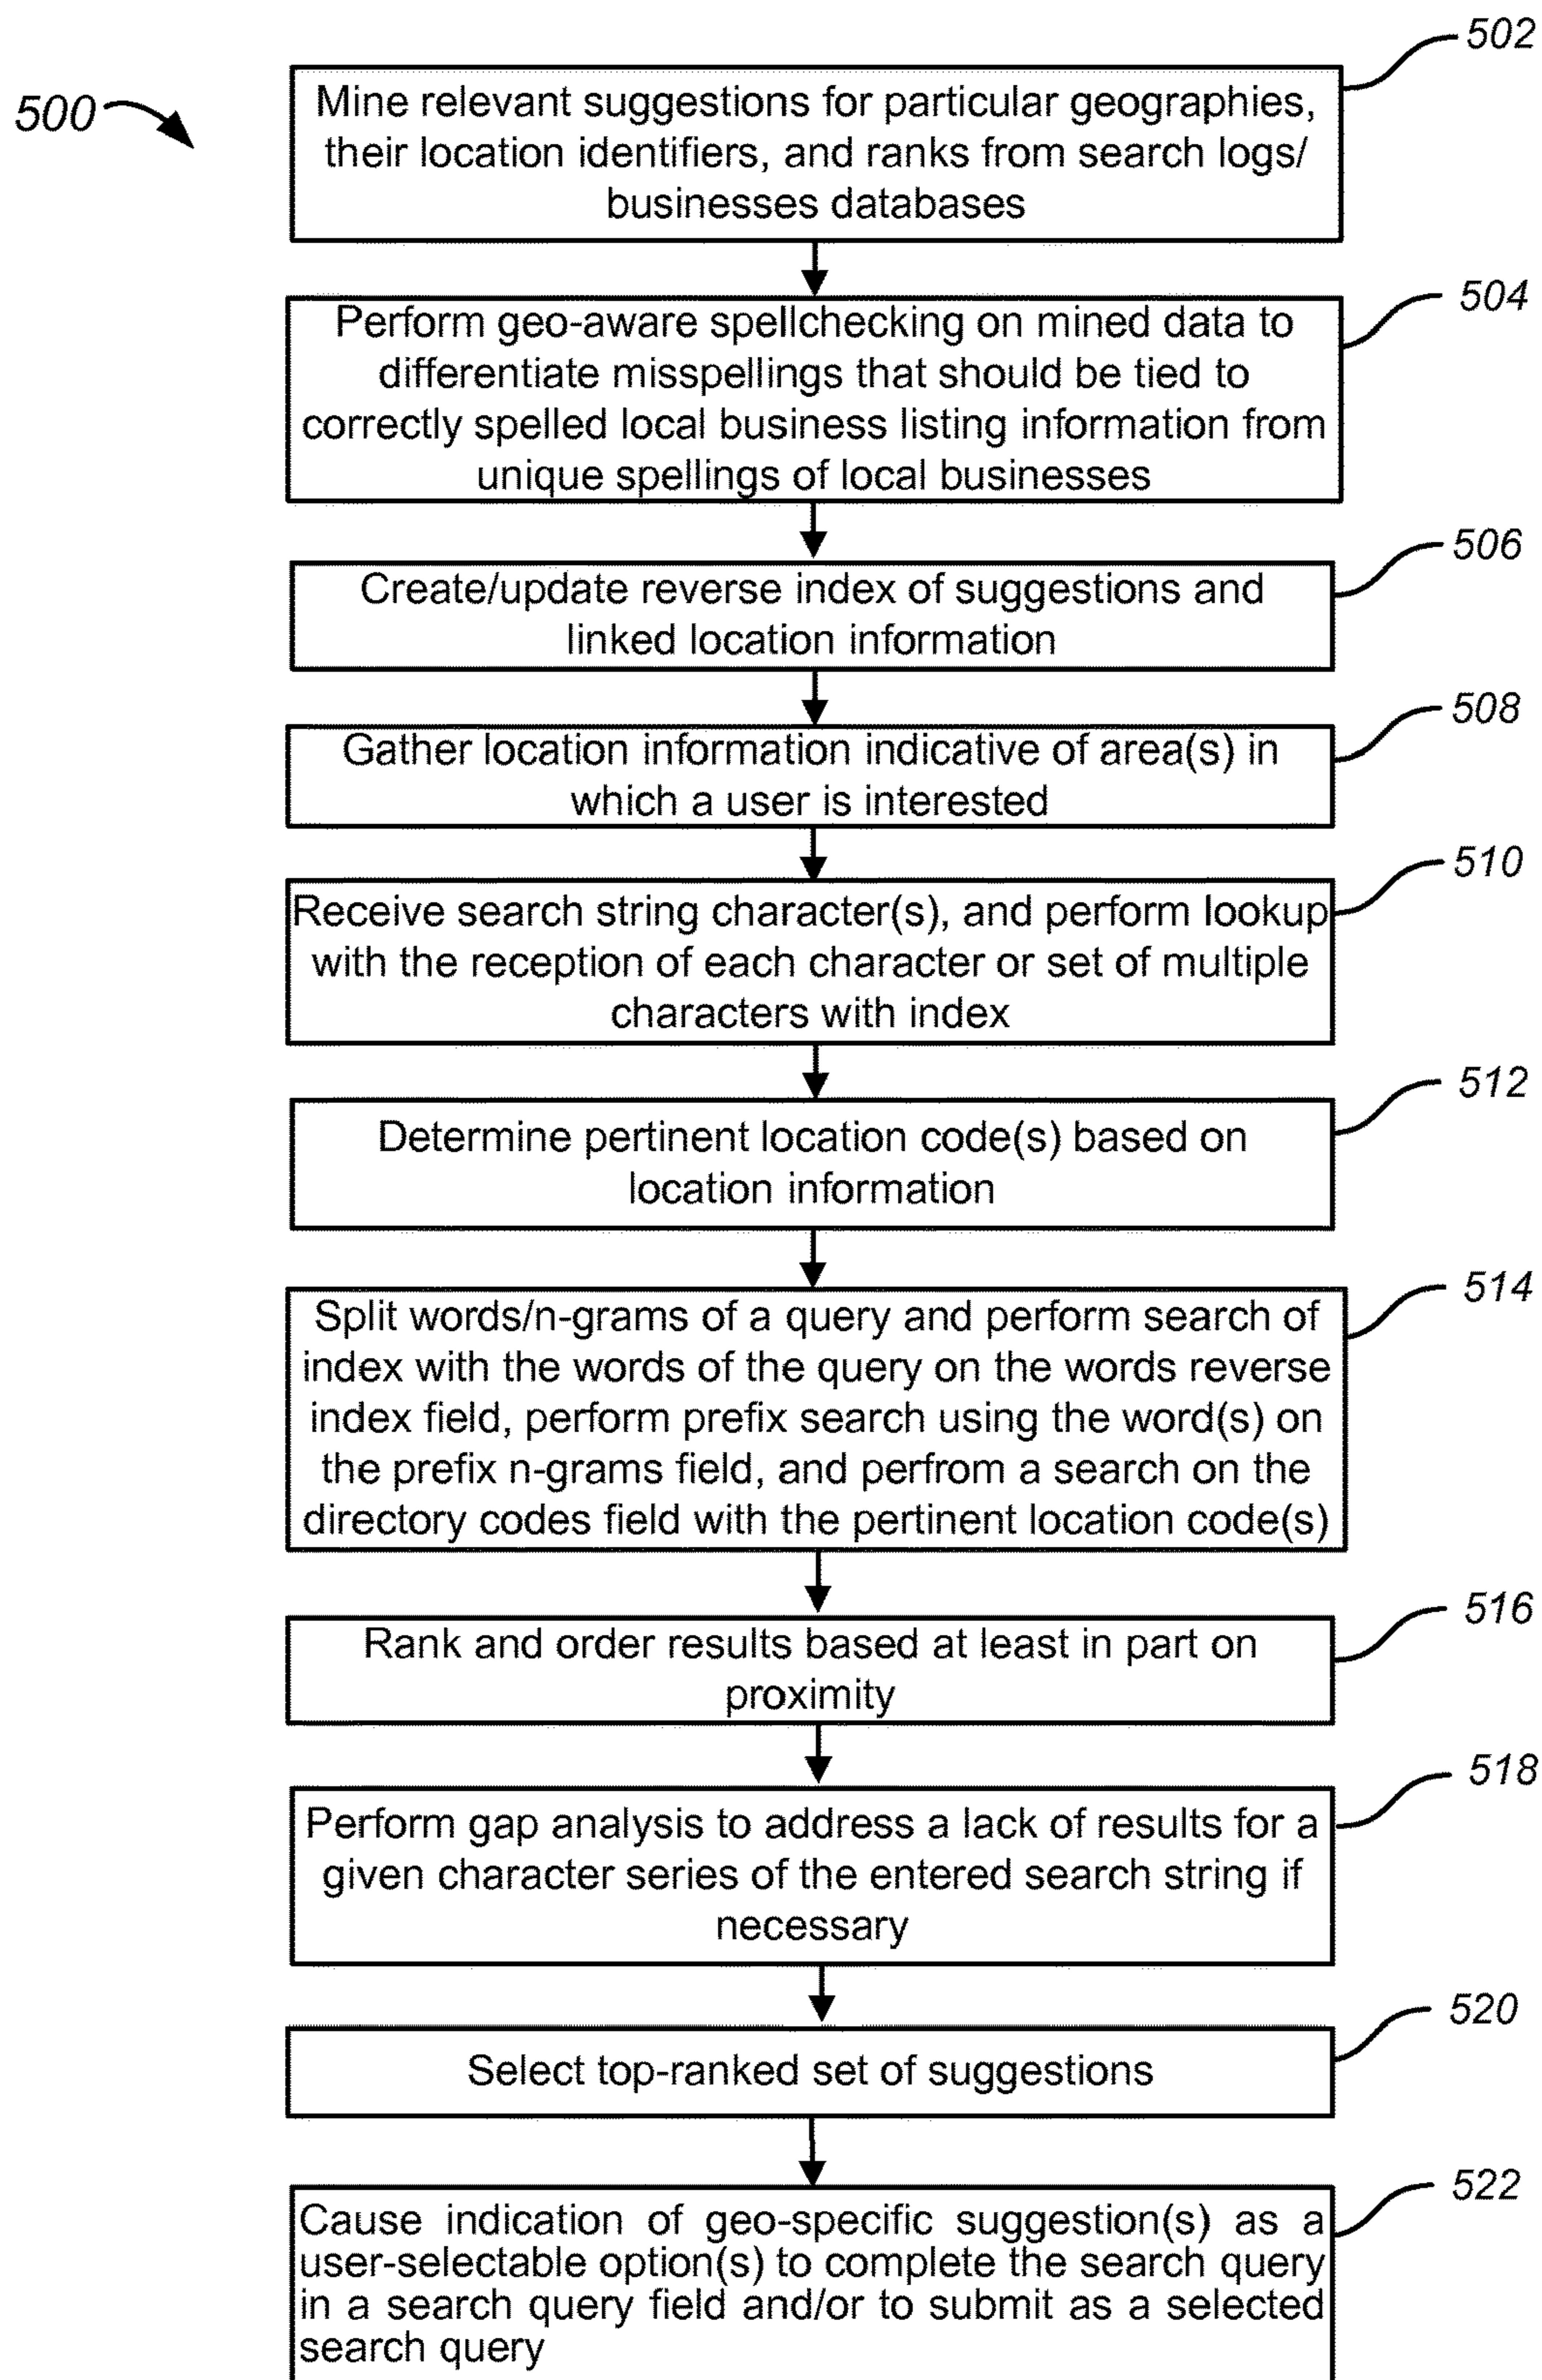 502
500
Mine relevant suggestions for particular geographies,
their location identifiers, and ranks from search logs/
businesses databases
504
Perform geo-aware spellchecking on mined data to
differentiate misspellings that should be tied to
correctly spelled local business listing information from
unique spellings of local businesses
506
Create/update reverse index of suggestions and
linked location information
508
Gather location information indicative of area(s) in
which a user is interested
510
Receive search string character(s), and perform lookup
with the reception of each character or set of multiple
characters with index
512
Determine pertinent location code(s) based on
location information
514
Split words/n-grams of a query and perform search of
index with the words of the query on the words reverse
index field, perform prefix search using the word(s) on
the prefix n-grams field, and perfrom a search on the
directory codes field with the pertinent location code(s)
516
Rank and order results based at least in part on
proximity
518
Perform gap analysis to address a lack of results for a
given character series of the entered search string if
necessary
520
Select top-ranked set of suggestions
522
Cause indication of geo-specific suggestion(s) as a
user-selectable option(s) to complete the search query
in a search query field and/or to submit as a selected
search query